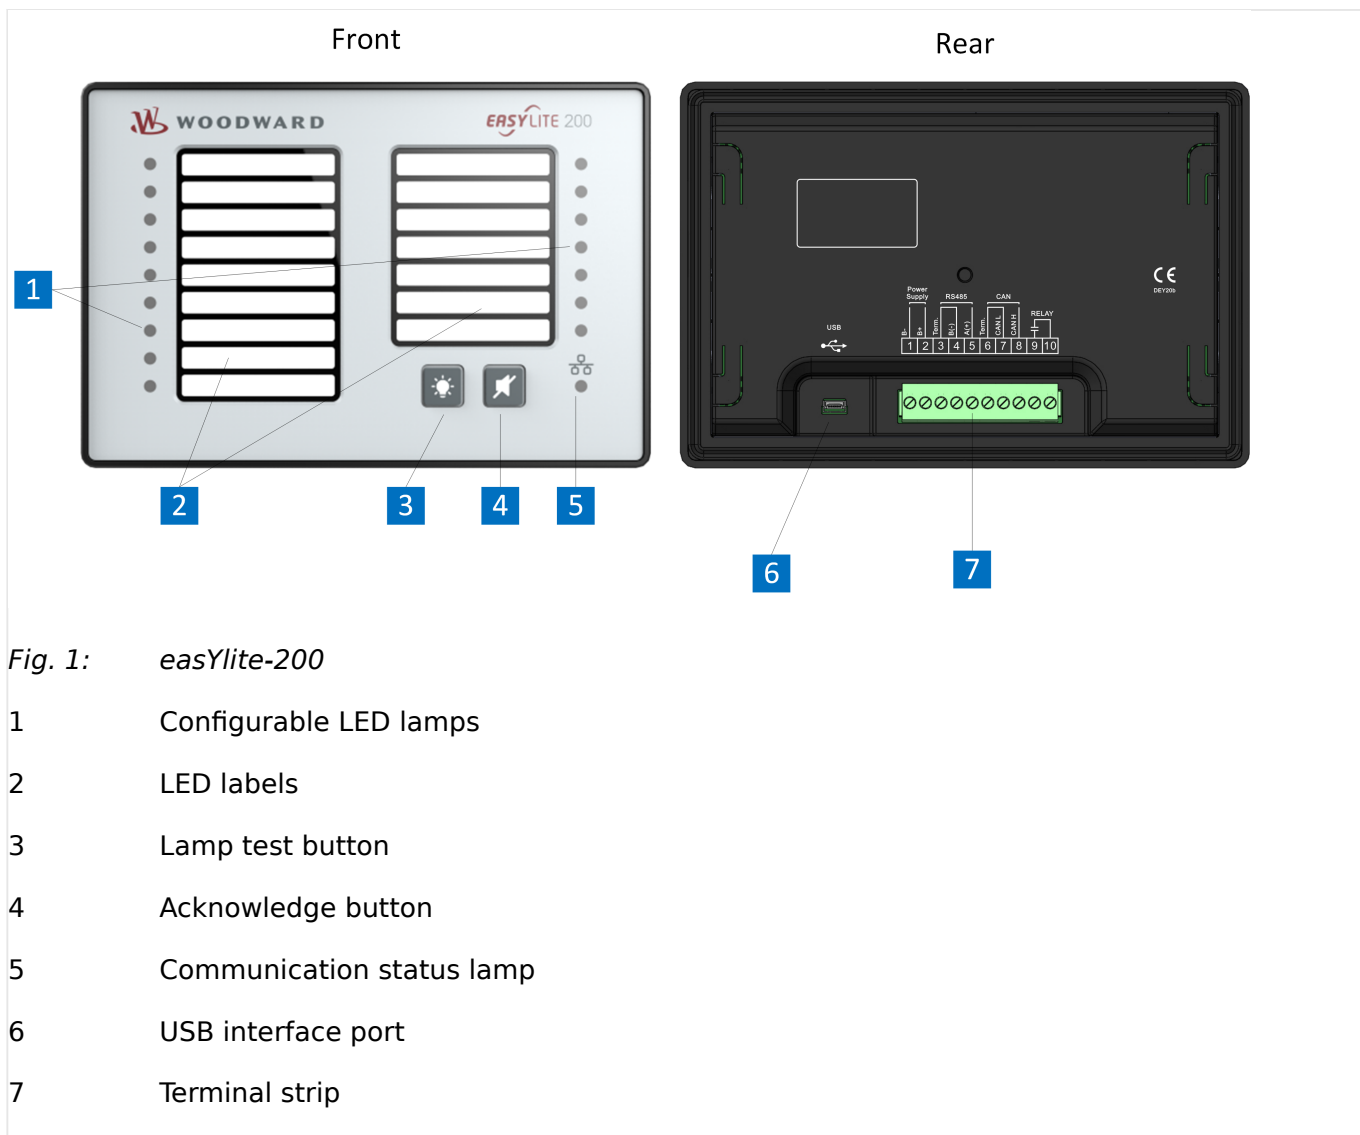 Front
Rear
WOODWARD
EASYLITE 200
1
2
3
4
5
Power
Supply
RS485
CAN
RELAY
B-
B+
Term.
B(-)
A(+)
Term.
CAN L
CAN H
1 2 3 4 5 6 7 8 9 10
USB
CE
DEY20b
6
7
Fig. 1: easYlite-200
1 Configurable LED lamps
2 LED labels
3 Lamp test button
4 Acknowledge button
5 Communication status lamp
6 USB interface port
7 Terminal strip